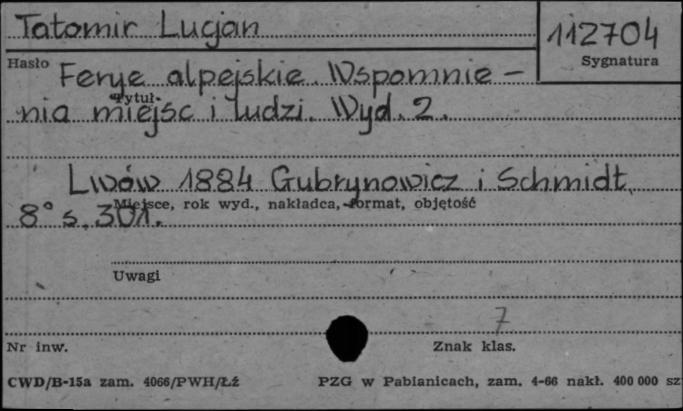 Tatomir Lucjan
112704
Hasło
Sygnatura
Ferye alpejskie. Wspomnie-
Tytuł
nia miejsc i ludzi. Wyd. 2.
Lwów 1884 Gubrynowicz i Schmidt,
Miejsce, rok wyd., nakładca, format, objętość
8° s. 301.
Uwagi
7
Nr inw.
Znak klas.
CWD/B-15a zam. 4066/PWH/Łź
PZG w Pabianicach, zam. 4-66 nakł. 400 000 sz